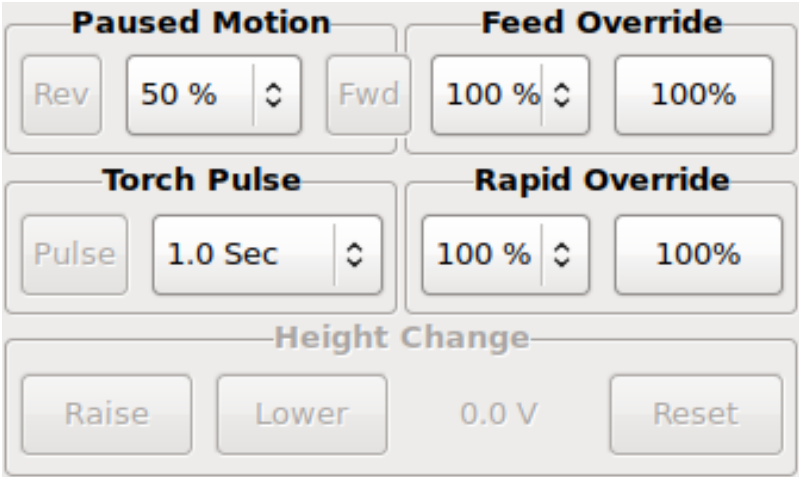 Paused Motion
Rev 50 % Fwd
Feed Override
100 % 100%
Torch Pulse
Pulse 1.0 Sec
Rapid Override
100 % 100%
Height Change
Raise Lower 0.0 V Reset